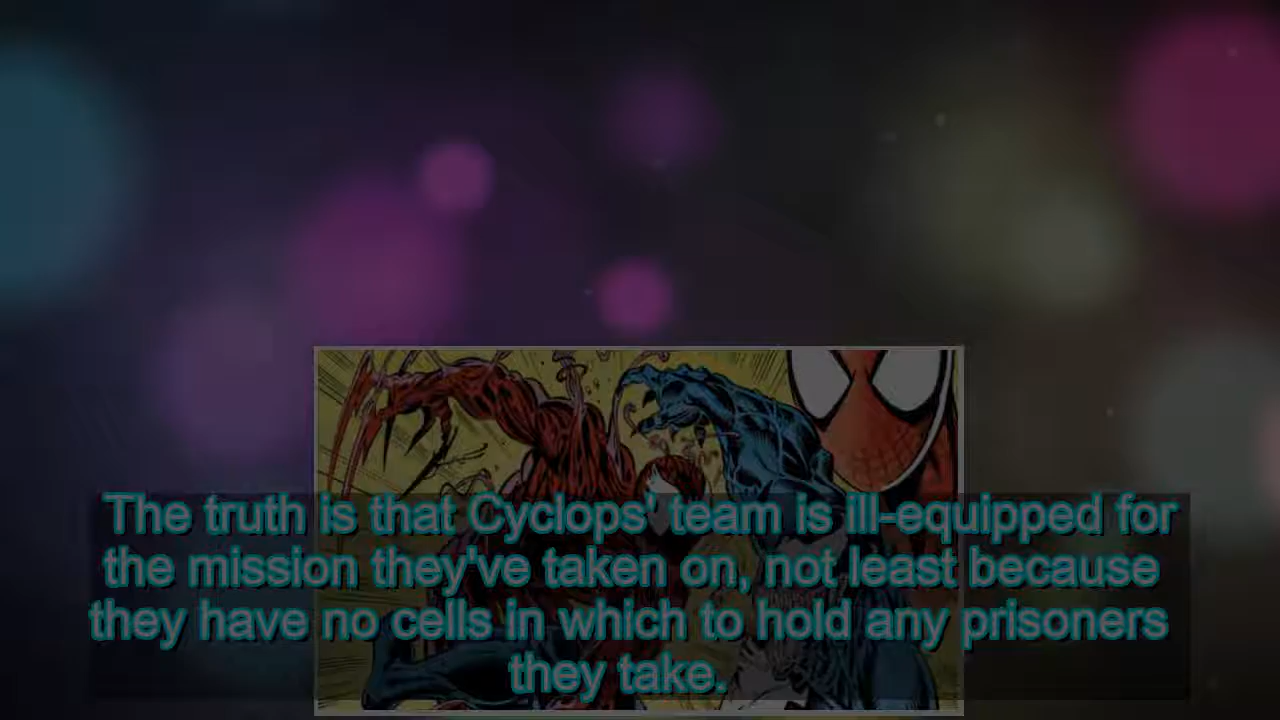 The truth is that Cyclops' team is ill-equipped for
the mission they've taken on, not least because
they have no cells in which to hold any prisoners
they take.